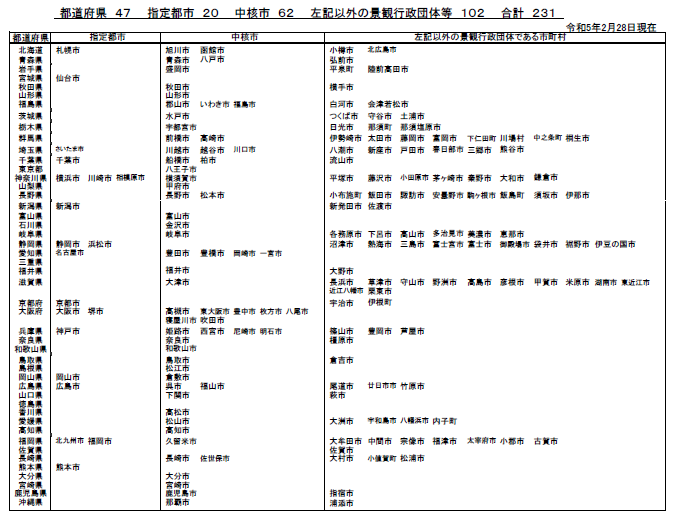 都道府県 47 指定都市 20 中核市 62 左記以外の景観行政団体等 102 合計 231
令和5年2月28日現在
都道府県 指定都市 中核市 左記以外の景観行政団体である市町村
北海道 札幌市 旭川市 函館市 小樽市 北広島市
青森県 青森市 八戸市 弘前市
岩手県 盛岡市 平泉町 陸前高田市
宮城県 仙台市
秋田県 秋田市 横手市
山形県 山形市
福島県 郡山市 いわき市 福島市 白河市 会津若松市
茨城県 水戸市 つくば市 守谷市 土浦市
栃木県 宇都宮市 日光市 那須町 那須塩原市
群馬県 前橋市 高崎市 伊勢崎市 太田市 藤岡市 富岡市 下仁田町 川場村 中之条町 桐生市
埼玉県 さいたま市 川越市 越谷市 川口市 八潮市 新座市 戸田市 春日部市 三郷市 熊谷市
千葉県 千葉市 船橋市 柏市 流山市
東京都 八王子市
神奈川県 横浜市 川崎市 相模原市 横須賀市 平塚市 藤沢市 小田原市 茅ヶ崎市 秦野市 大和市 鎌倉市
山梨県 甲府市
長野県 長野市 松本市 小布施町 飯田市 諏訪市 安曇野市 駒ヶ根市 飯島町 須坂市 伊那市
新潟県 新潟市 新発田市 佐渡市
富山県 富山市
石川県 金沢市
岐阜県 岐阜市 各務原市 下呂市 高山市 多治見市 美濃市 恵那市
静岡県 静岡市 浜松市 沼津市 熱海市 三島市 富士宮市 富士市 御殿場市 袋井市 裾野市 伊豆の国市
愛知県 名古屋市 豊田市 豊橋市 岡崎市 一宮市
三重県
福井県 福井市 大野市
滋賀県 大津市 長浜市 草津市 守山市 野洲市 高島市 彦根市 甲賀市 米原市 湖南市 東近江市
近江八幡市 栗東市
京都府 京都市 宇治市 伊根町
大阪府 大阪市 堺市 高槻市 東大阪市 豊中市 枚方市 八尾市
寝屋川市 吹田市
兵庫県 神戸市 姫路市 西宮市 尼崎市 明石市 篠山市 豊岡市 芦屋市
奈良県 奈良市 橿原市
和歌山県 和歌山市
鳥取県 鳥取市 倉吉市
島根県 松江市
岡山県 岡山市 倉敷市
広島県 広島市 呉市 福山市 尾道市 廿日市市 竹原市
山口県 下関市 萩市
徳島県
香川県 高松市
愛媛県 松山市 大洲市 宇和島市 八幡浜市 内子町
高知県 高知市
福岡県 北九州市 福岡市 久留米市 大牟田市 中間市 宗像市 福津市 太宰府市 小郡市 古賀市
佐賀県 佐賀市
長崎県 長崎市 佐世保市 大村市 小値賀町 松浦市
熊本県 熊本市
大分県 大分市
宮崎県 宮崎市
鹿児島県 鹿児島市 指宿市
沖縄県 那覇市 浦添市